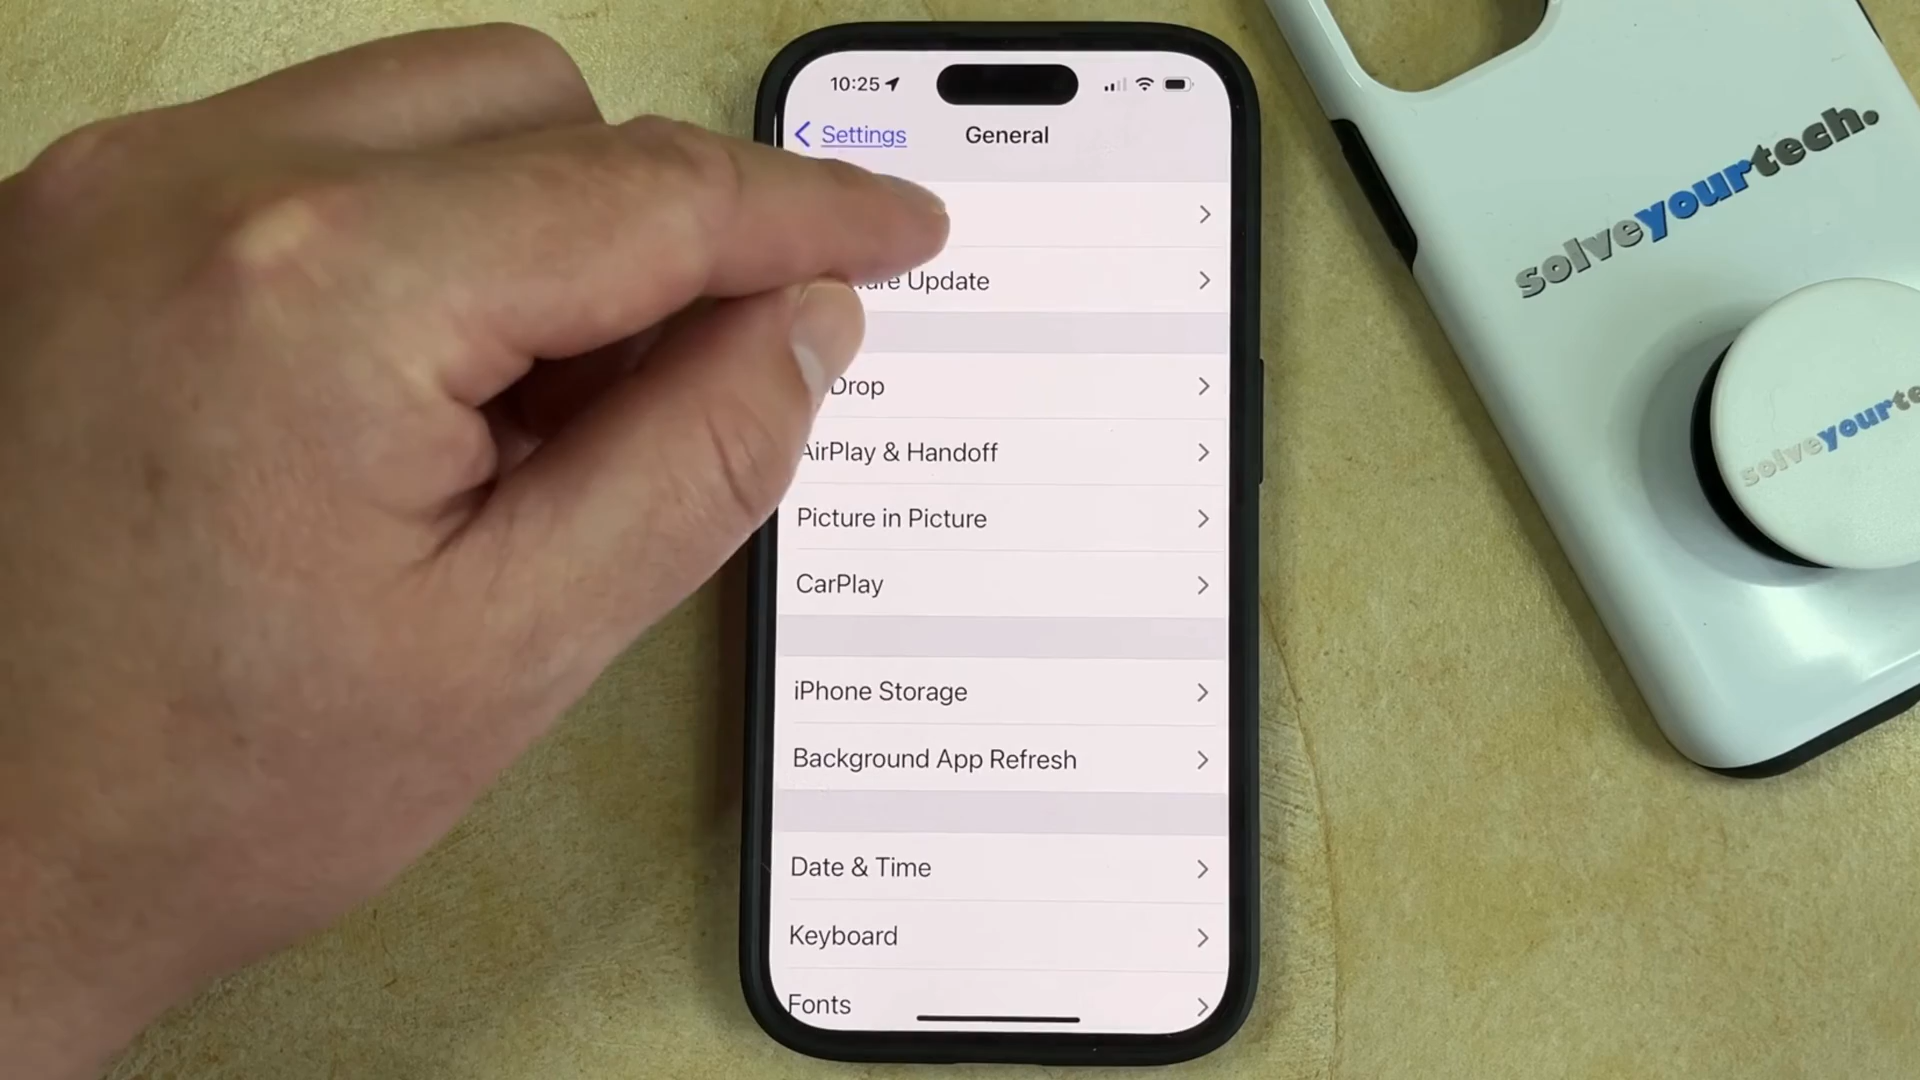 10:25
Settings
General
Update
Drop
AirPlay & Handoff
Picture in Picture
CarPlay
iPhone Storage
Background App Refresh
Date & Time
Keyboard
Fonts
solveyourtech.
solveyourte